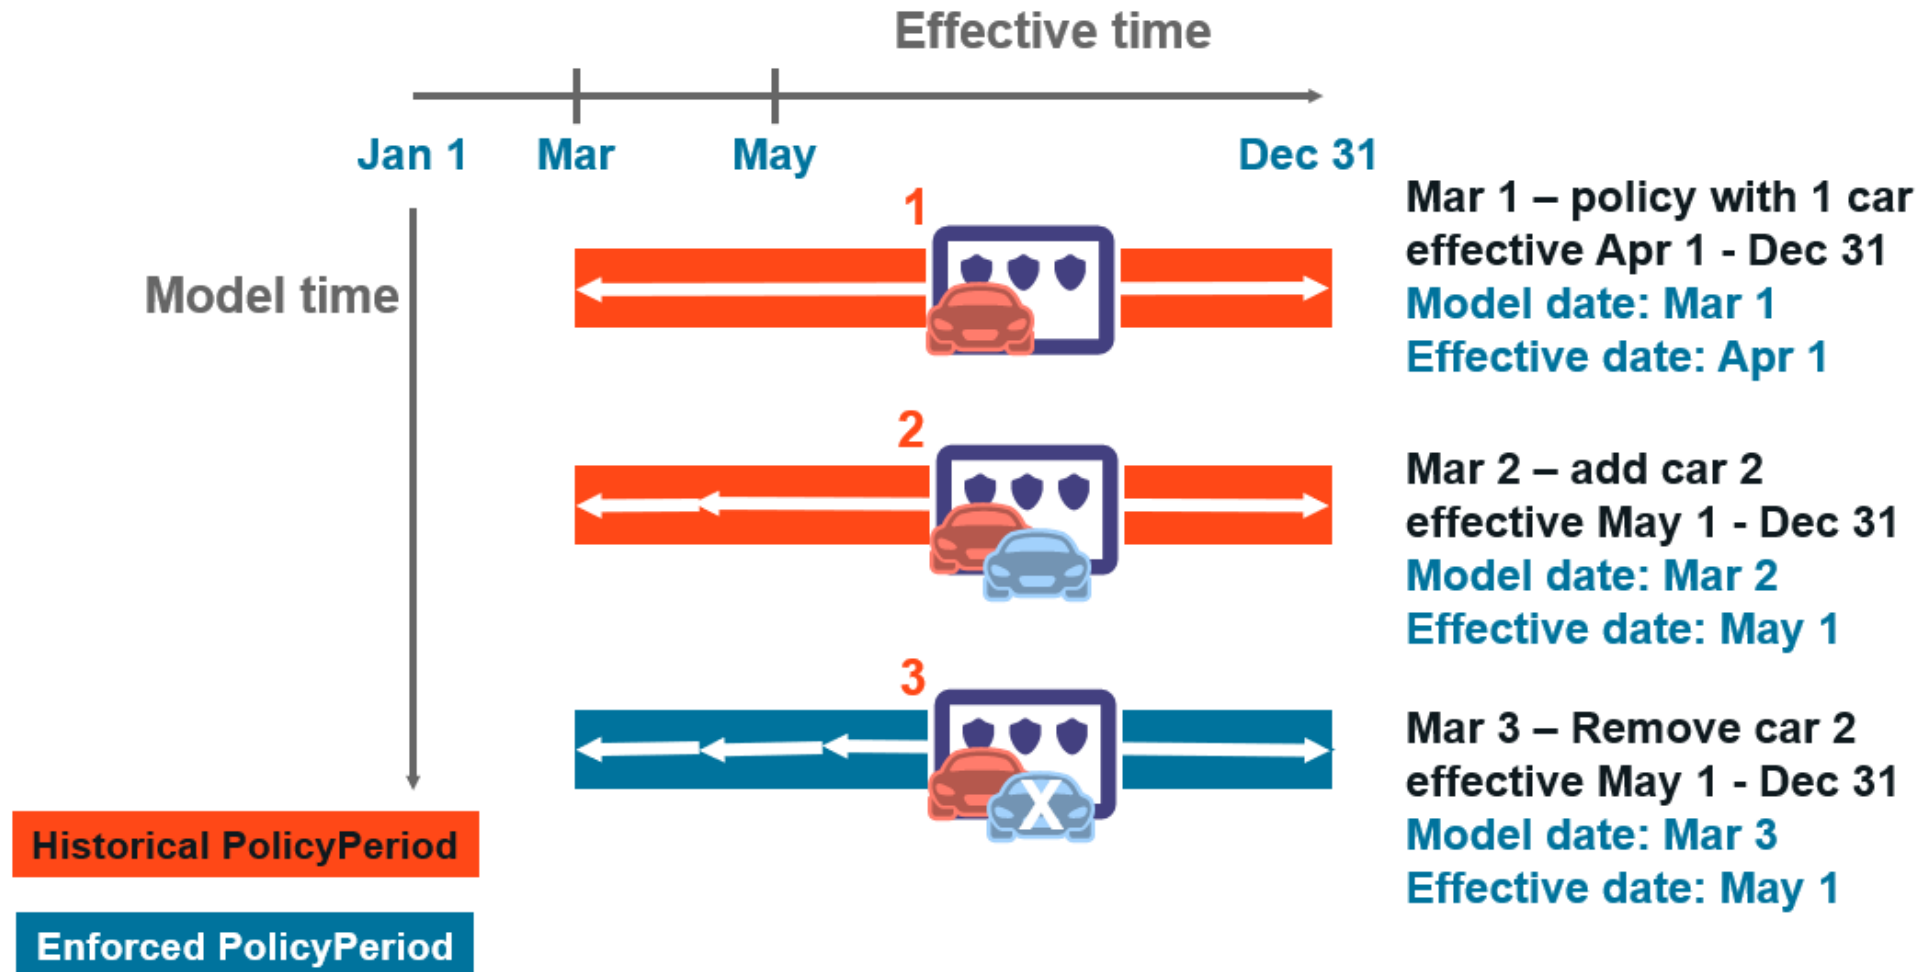 Effective time
Jan 1
Mar
May
Dec 31
Model time
1
Mar 1 – policy with 1 car
effective Apr 1 - Dec 31
Model date: Mar 1
Effective date: Apr 1
2
Mar 2 – add car 2
effective May 1 - Dec 31
Model date: Mar 2
Effective date: May 1
3
X
Mar 3 – Remove car 2
effective May 1 - Dec 31
Model date: Mar 3
Effective date: May 1
Historical PolicyPeriod
Enforced PolicyPeriod